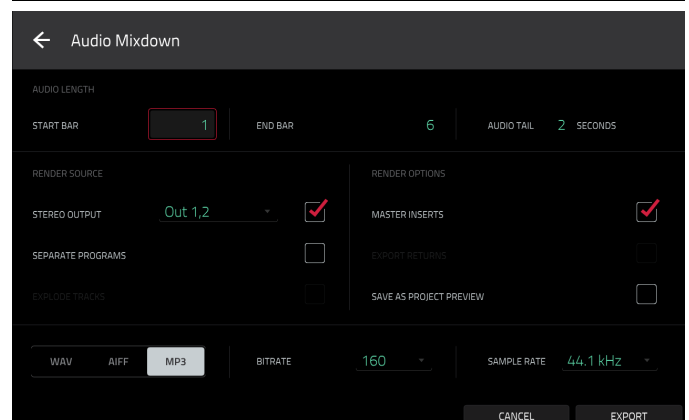 Audio Mixdown
AUDIO LENGTH
START BAR 1 END BAR 6 AUDIO TAIL 2 SECONDS
RENDER SOURCE RENDER OPTIONS
STEREO OUTPUT Out 1,2 MASTER INSERTS
SEPARATE PROGRAMS EXPORT RETURNS
EXPLODE TRACKS SAVE AS PROJECT PREVIEW
WAV AIFF MP3 BITRATE 160 SAMPLE RATE 44.1 kHz
CANCEL EXPORT